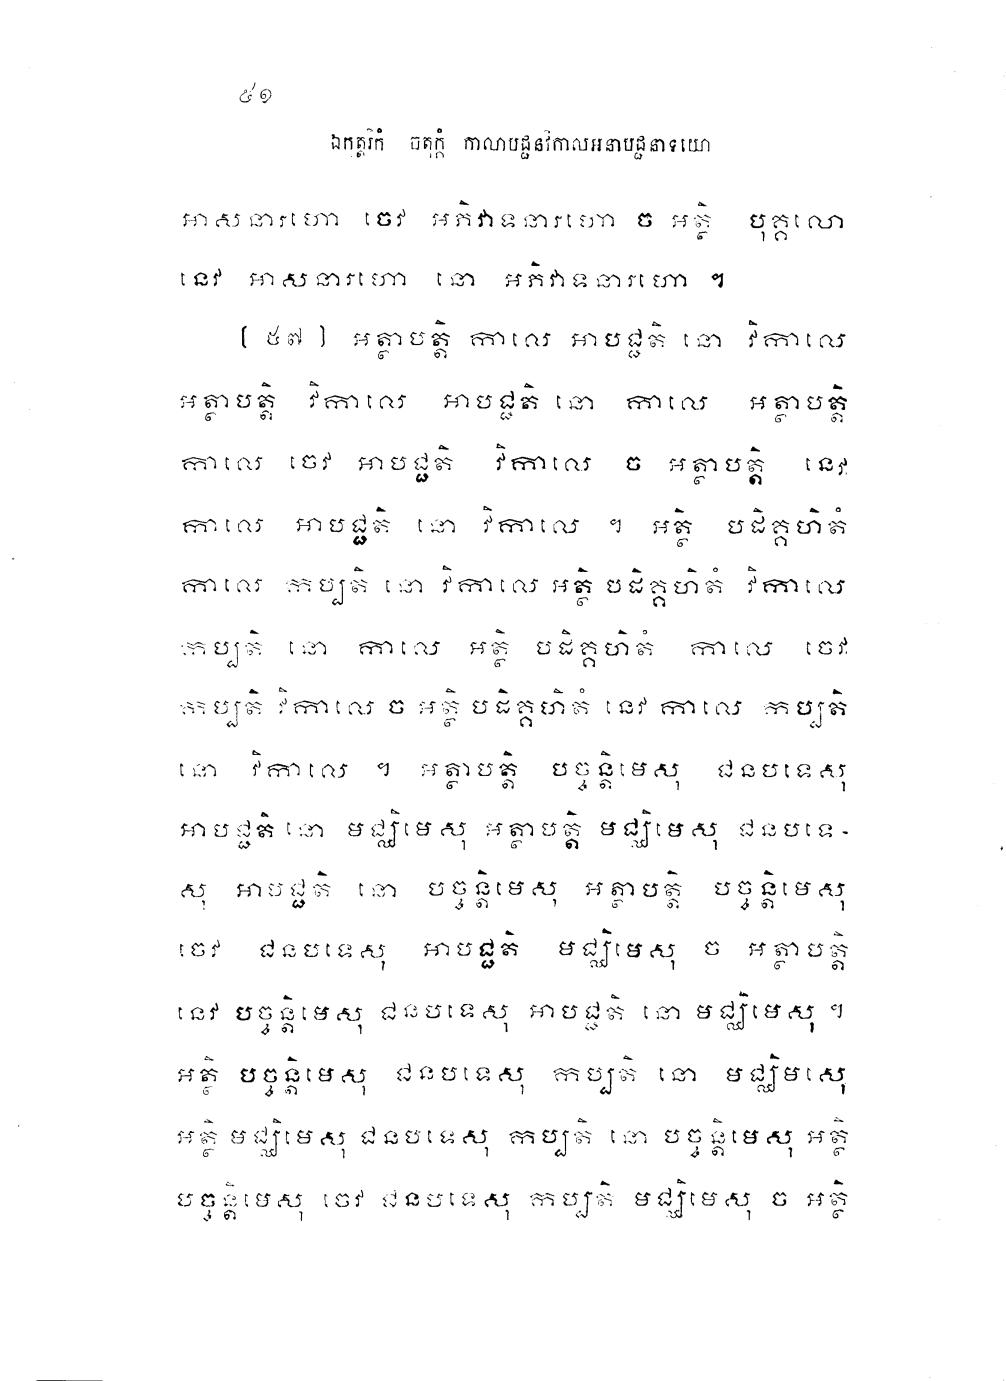 ៥១
ឯកុត្តរិកំ ចតុក្កំ កាលាបជ្ជនវិកាលអនាបជ្ជនាទយោ
អាសនារហោ ចេវ អភិវាទនារហោ ច អត្ថិ បុគ្គលោ
នេវ អាសនារហោ នោ អភិវាទនារហោ ។
[ ៥៧ ] អត្ថាបត្តិ កាលេ អាបជ្ជតិ នោ វិកាលេ
អត្ថាបត្តិ វិកាលេ អាបជ្ជតិ នោ កាលេ អត្ថាបត្តិ
កាលេ ចេវ អាបជ្ជតិ វិកាលេ ច អត្ថាបត្តិ នេវ
កាលេ អាបជ្ជតិ នោ វិកាលេ ។ អត្ថិ បដិគ្គហិតំ
កាលេ កប្បតិ នោ វិកាលេ អត្ថិ បដិគ្គហិតំ វិកាលេ
កប្បតិ នោ កាលេ អត្ថិ បដិគ្គហិតំ កាលេ ចេវ
កប្បតិ វិកាលេ ច អត្ថិ បដិគ្គហិតំ នេវ កាលេ កប្បតិ
នោ វិកាលេ ។ អត្ថាបត្តិ បច្ចន្តិមេសុ ជនបទេសុ
អាបជ្ជតិ នោ មជ្ឈិមេសុ អត្ថាបត្តិ មជ្ឈិមេសុ ជនបទេ-
សុ អាបជ្ជតិ នោ បច្ចន្តិមេសុ អត្ថាបត្តិ បច្ចន្តិមេសុ
ចេវ ជនបទេសុ អាបជ្ជតិ មជ្ឈិមេសុ ច អត្ថាបត្តិ
នេវ បច្ចន្តិមេសុ ជនបទេសុ អាបជ្ជតិ នោ មជ្ឈិមេសុ ។
អត្ថិ បច្ចន្តិមេសុ ជនបទេសុ កប្បតិ នោ មជ្ឈិមសេុ
អត្ថិ មជ្ឈិមេសុ ជនបទេសុ កប្បតិ នោ បច្ចន្តិមេសុ អត្ថិ
បច្ចន្តិមេសុ ចេវ ជនបទេសុ កប្បតិ មជ្ឈិមេសុ ច អត្ថិ